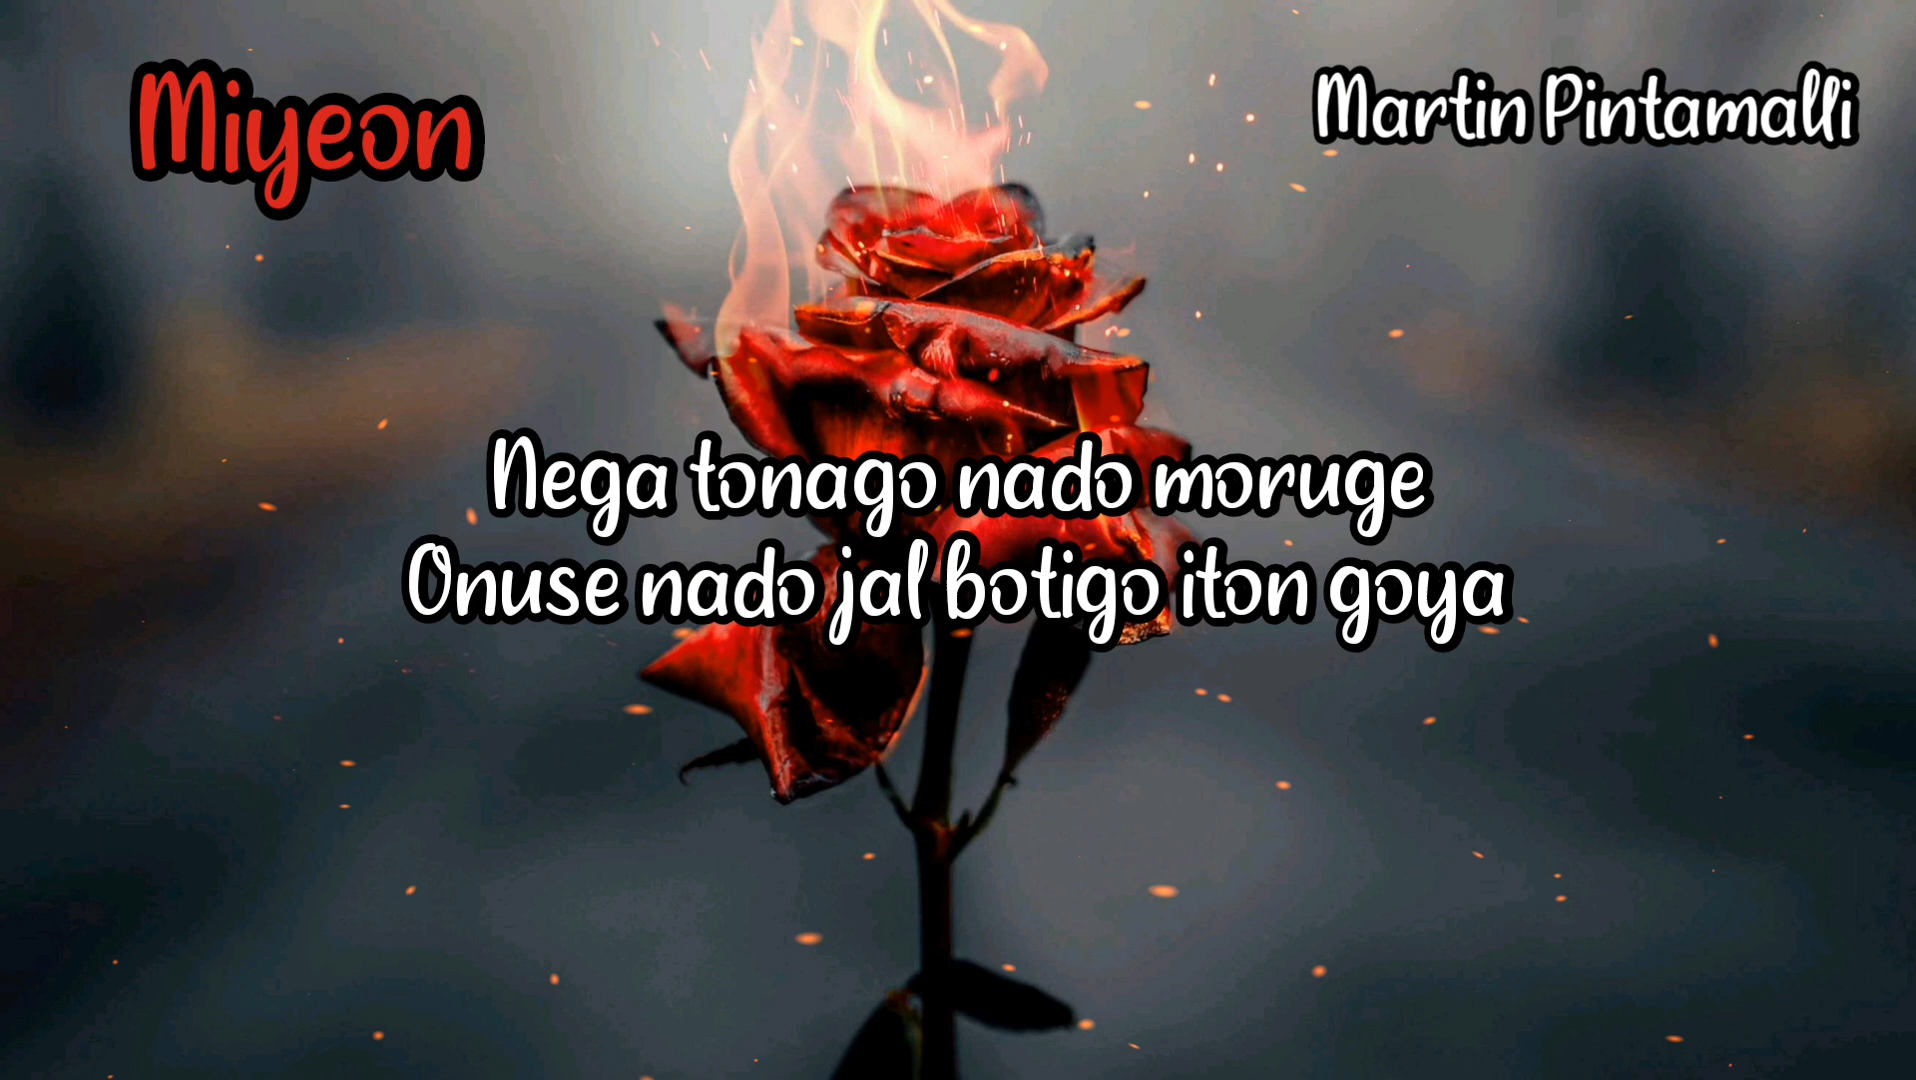 Miyeon
Martin Pintamalli
Nega tonago nado moruge
Onuse nado jal botigo iton goya